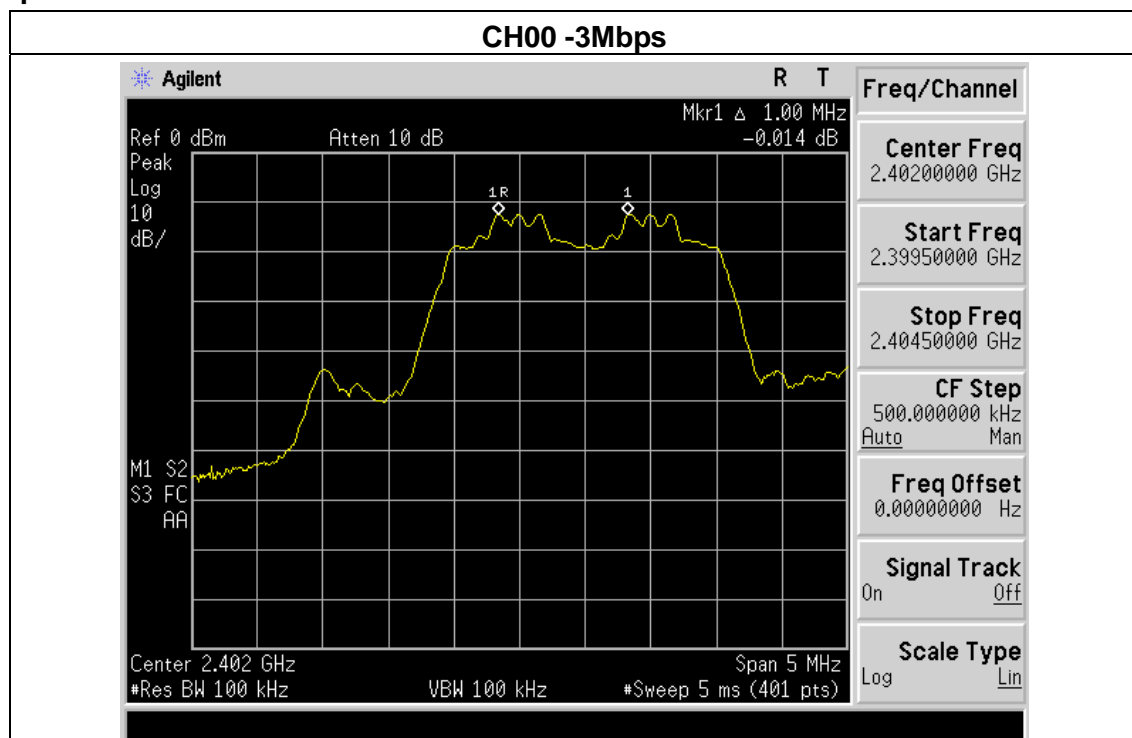 CH00 -3Mbps
Agilent R T
Mkr1 Δ 1.00 MHz
Ref 0 dBm Atten 10 dB -0.014 dB
Peak
Log
10
dB/
1R 1
M1 S2
S3 FC
AA
Center 2.402 GHz Span 5 MHz
#Res BW 100 kHz VBW 100 kHz #Sweep 5 ms (401 pts)
Freq/Channel
Center Freq
2.40200000 GHz
Start Freq
2.39950000 GHz
Stop Freq
2.40450000 GHz
CF Step
500.000000 kHz
Auto Man
Freq Offset
0.00000000 Hz
Signal Track
On Off
Scale Type
Log Lin